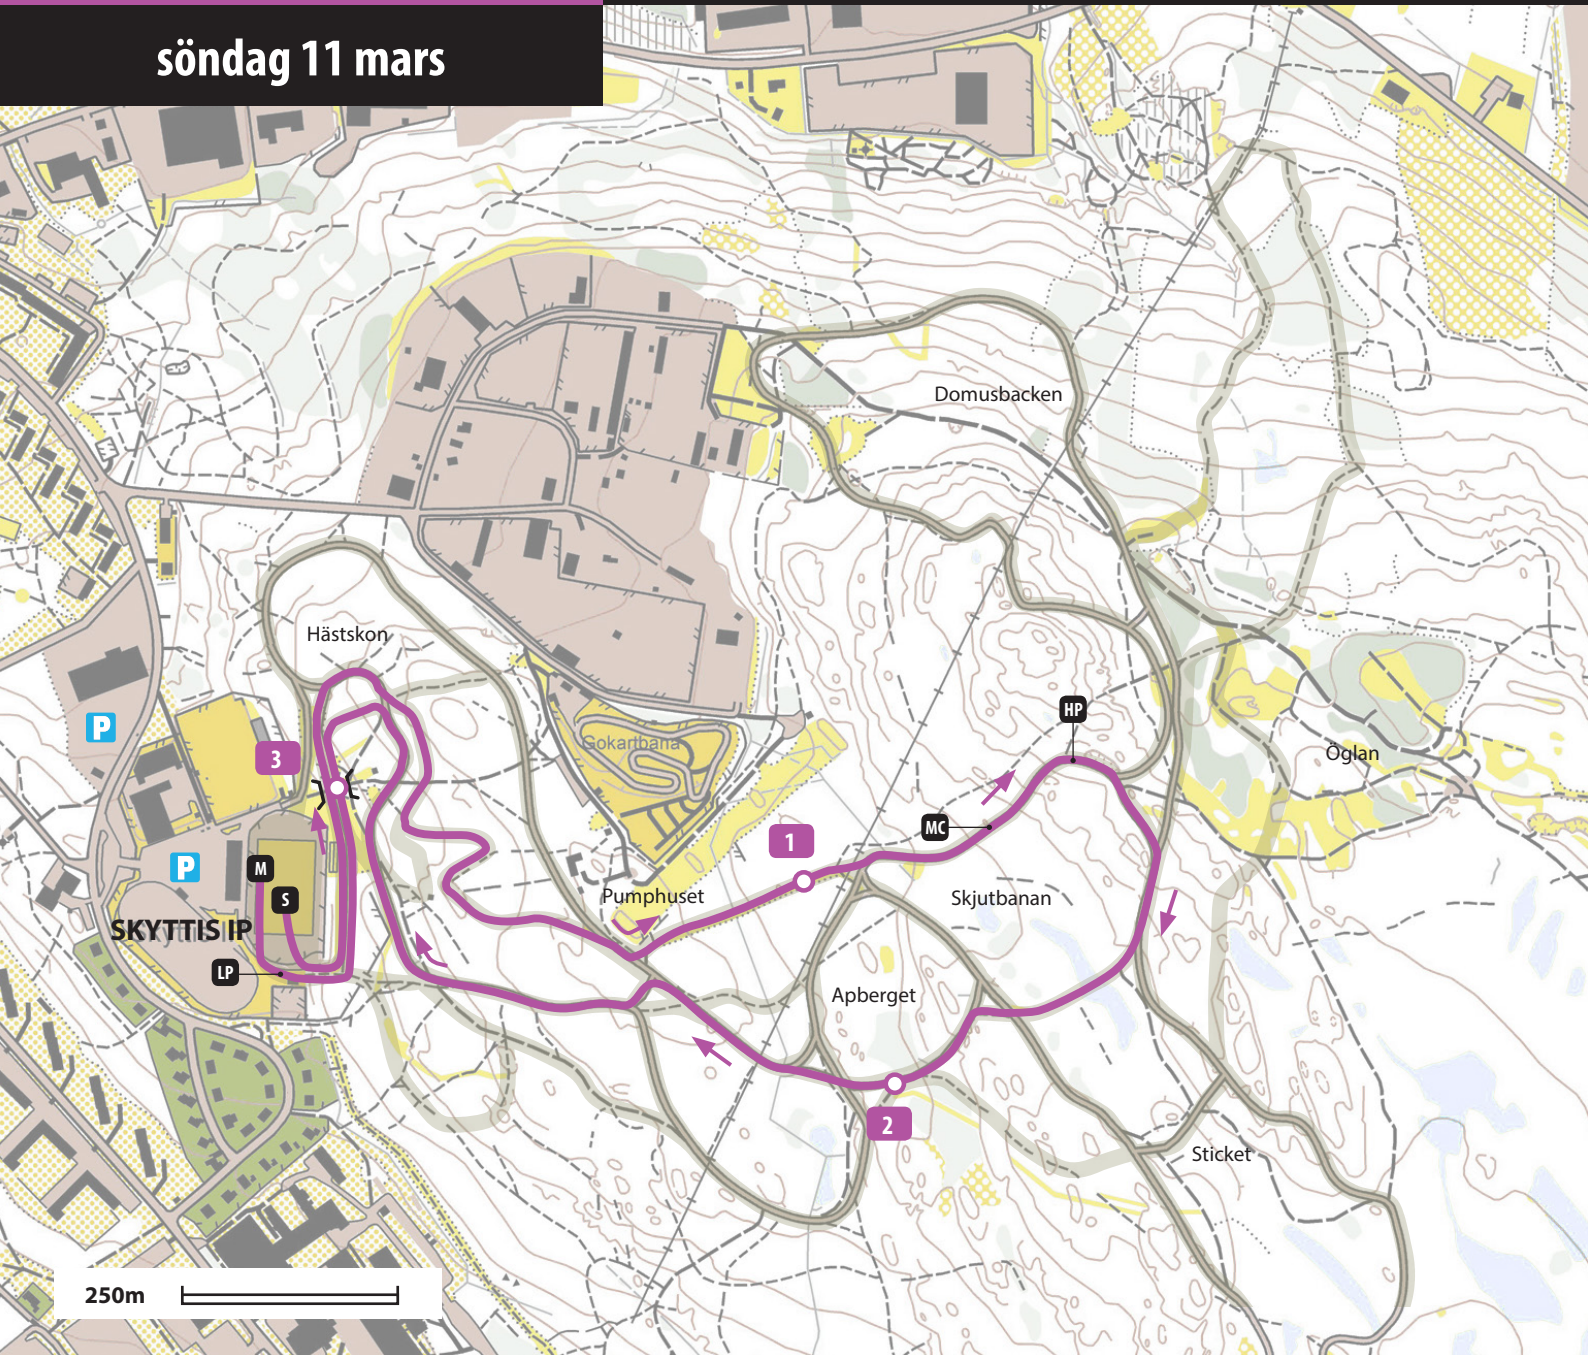 söndag 11 mars
Domusbacken
Hästskon
HP
P
Gokartbana
Öglan
3
1
MC
P
M
Pumphuset
Skjutbanan
S
SKYTTIS IP
LP
Apberget
2
Sticket
250m